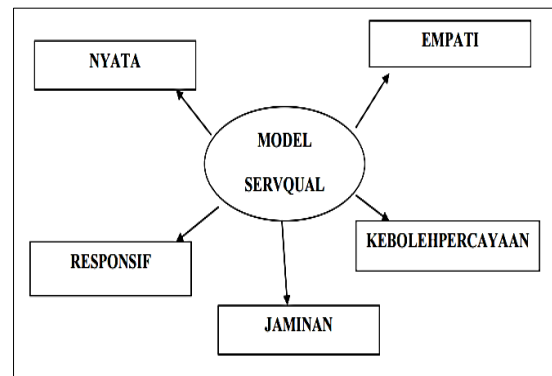 EMPATI
NYATA
MODEL
SERVQUAL
KEBOLEHPERCAYAAN
RESPONSIF
JAMINAN